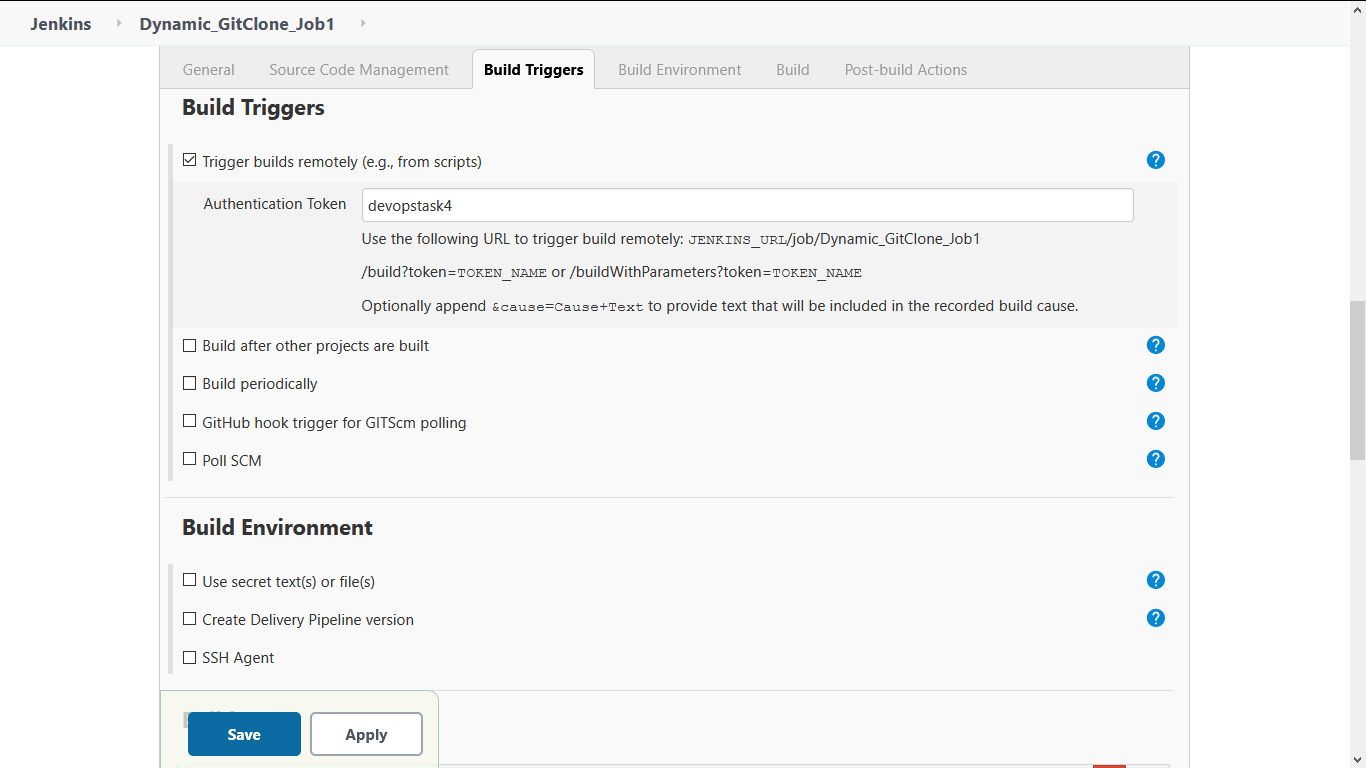 Jenkins Dynamic_GitClone_Job1
General Source Code Management Build Triggers Build Environment Build Post-build Actions
Build Triggers
Trigger builds remotely (e.g., from scripts)
Authentication Token devopstask4
Use the following URL to trigger build remotely: JENKINS_URL/job/Dynamic_GitClone_Job1
/build?token=TOKEN_NAME or /buildWithParameters?token=TOKEN_NAME
Optionally append &cause=Cause+Text to provide text that will be included in the recorded build cause.
Build after other projects are built
Build periodically
GitHub hook trigger for GITScm polling
Poll SCM
Build Environment
Use secret text(s) or file(s)
Create Delivery Pipeline version
SSH Agent
Save Apply